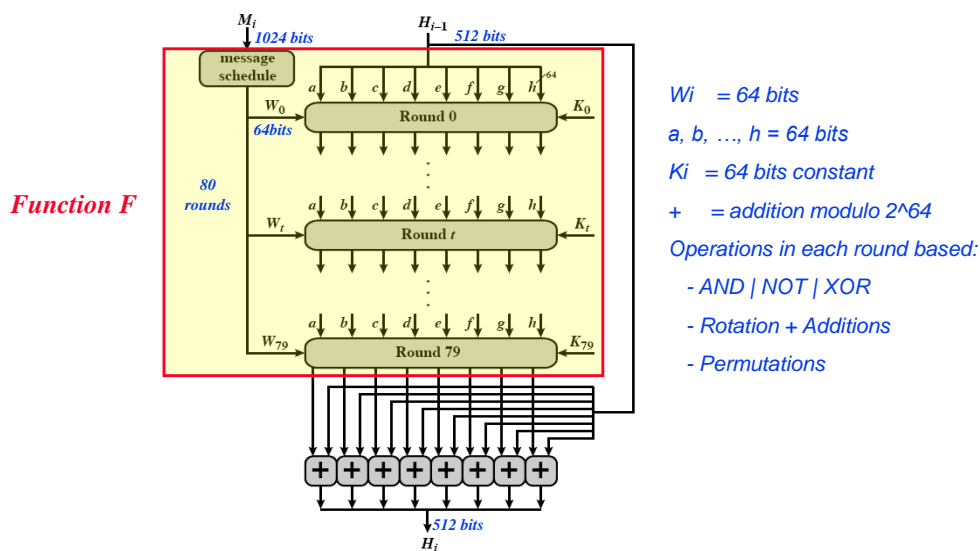 M_i
1024 bits
H_{i–1}
512 bits
message
schedule
a b c d e f g h 64
W_0
64bits
Round 0
K_0
Function F
80
rounds
a b c d e f g h
W_t
Round t
K_t
a b c d e f g h
W_79
Round 79
K_79
+ + + + + + + +
512 bits
H_i
Wi = 64 bits
a, b, …, h = 64 bits
Ki = 64 bits constant
+ = addition modulo 2^64
Operations in each round based:
- AND | NOT | XOR
- Rotation + Additions
- Permutations